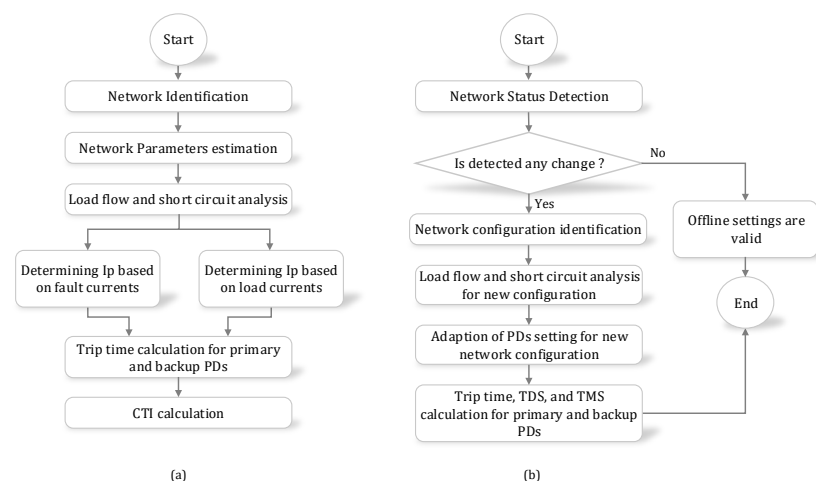 Start
Network Identification
Network Parameters estimation
Load flow and short circuit analysis
Determining Ip based
on fault currents
Determining Ip based
on load currents
Trip time calculation for primary
and backup PDs
CTI calculation
(a)
Start
Network Status Detection
Is detected any change ?
No
Yes
Offline settings are
valid
Network configuration identification
Load flow and short circuit analysis
for new configuration
End
Adaption of PDs setting for new
network configuration
Trip time, TDS, and TMS
calculation for primary and backup
PDs
(b)